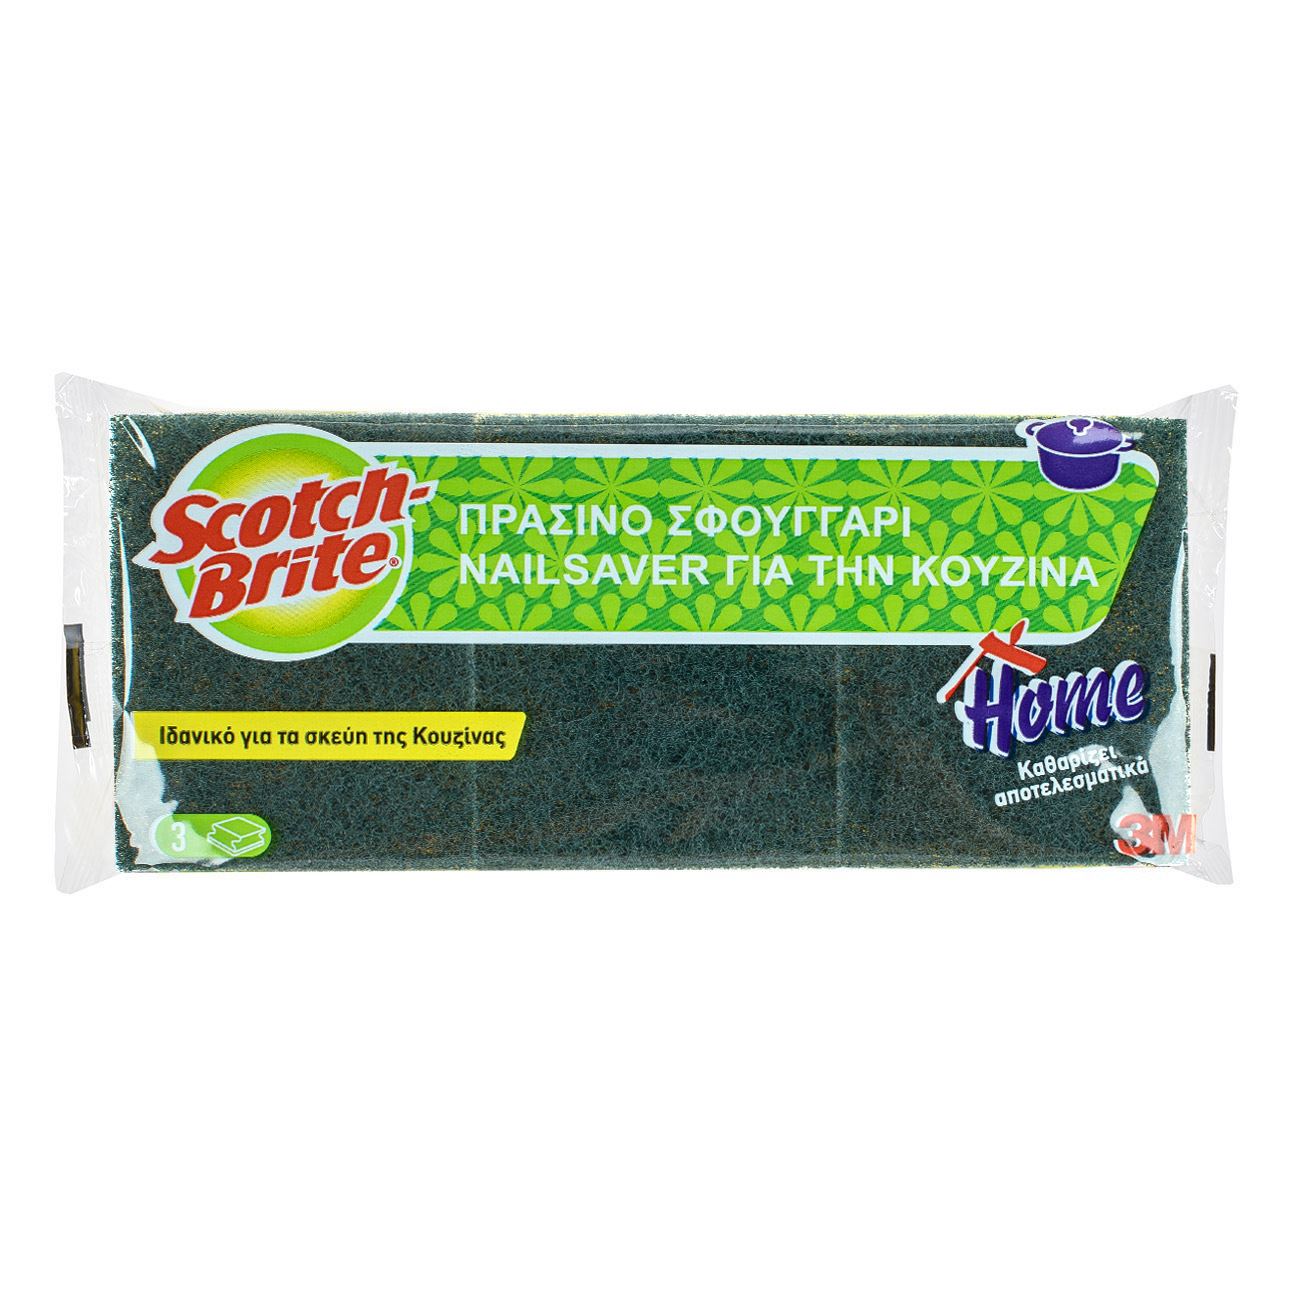 Scotch-
Brite®
ΠΡΑΣΙΝΟ ΣΦΟΥΓΓΑΡΙ
NAILSAVER ΓΙΑ ΤΗΝ ΚΟΥΖΙΝΑ
Home
Καθαρίζει
αποτελεσματικά
Ιδανικό για τα σκεύη της Κουζίνας
3
3M